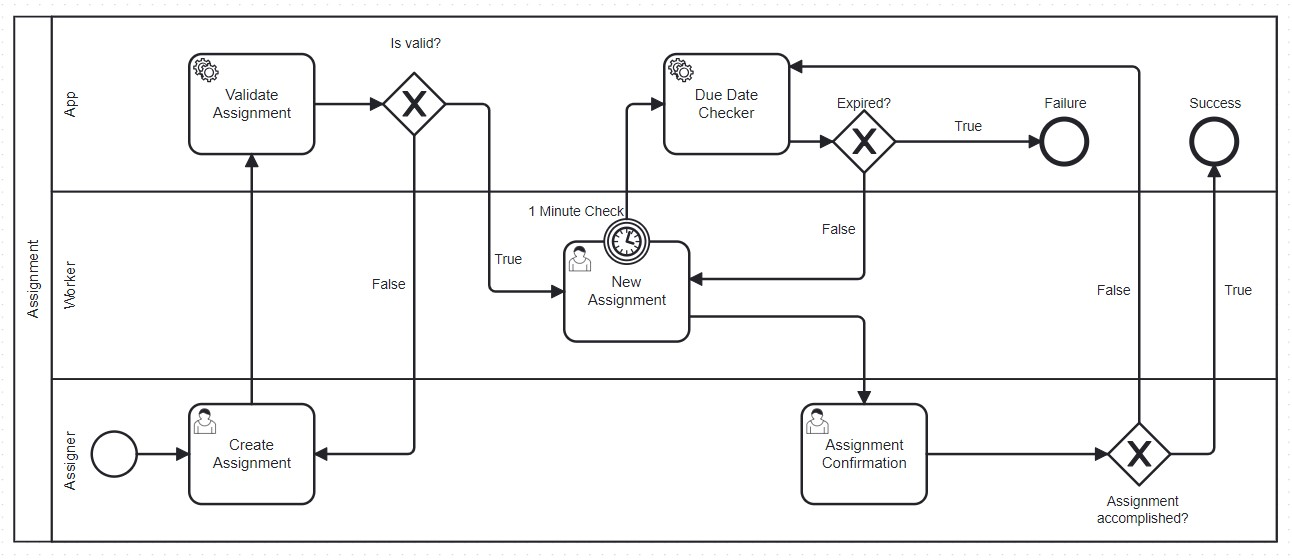 Assignment
App
Is valid?
Validate
Assignment
Due Date
Checker
Expired?
True
Failure
Success
Worker
1 Minute Check
True
False
New
Assignment
False
False
True
Assigner
Create
Assignment
Assignment
Confirmation
Assignment
accomplished?